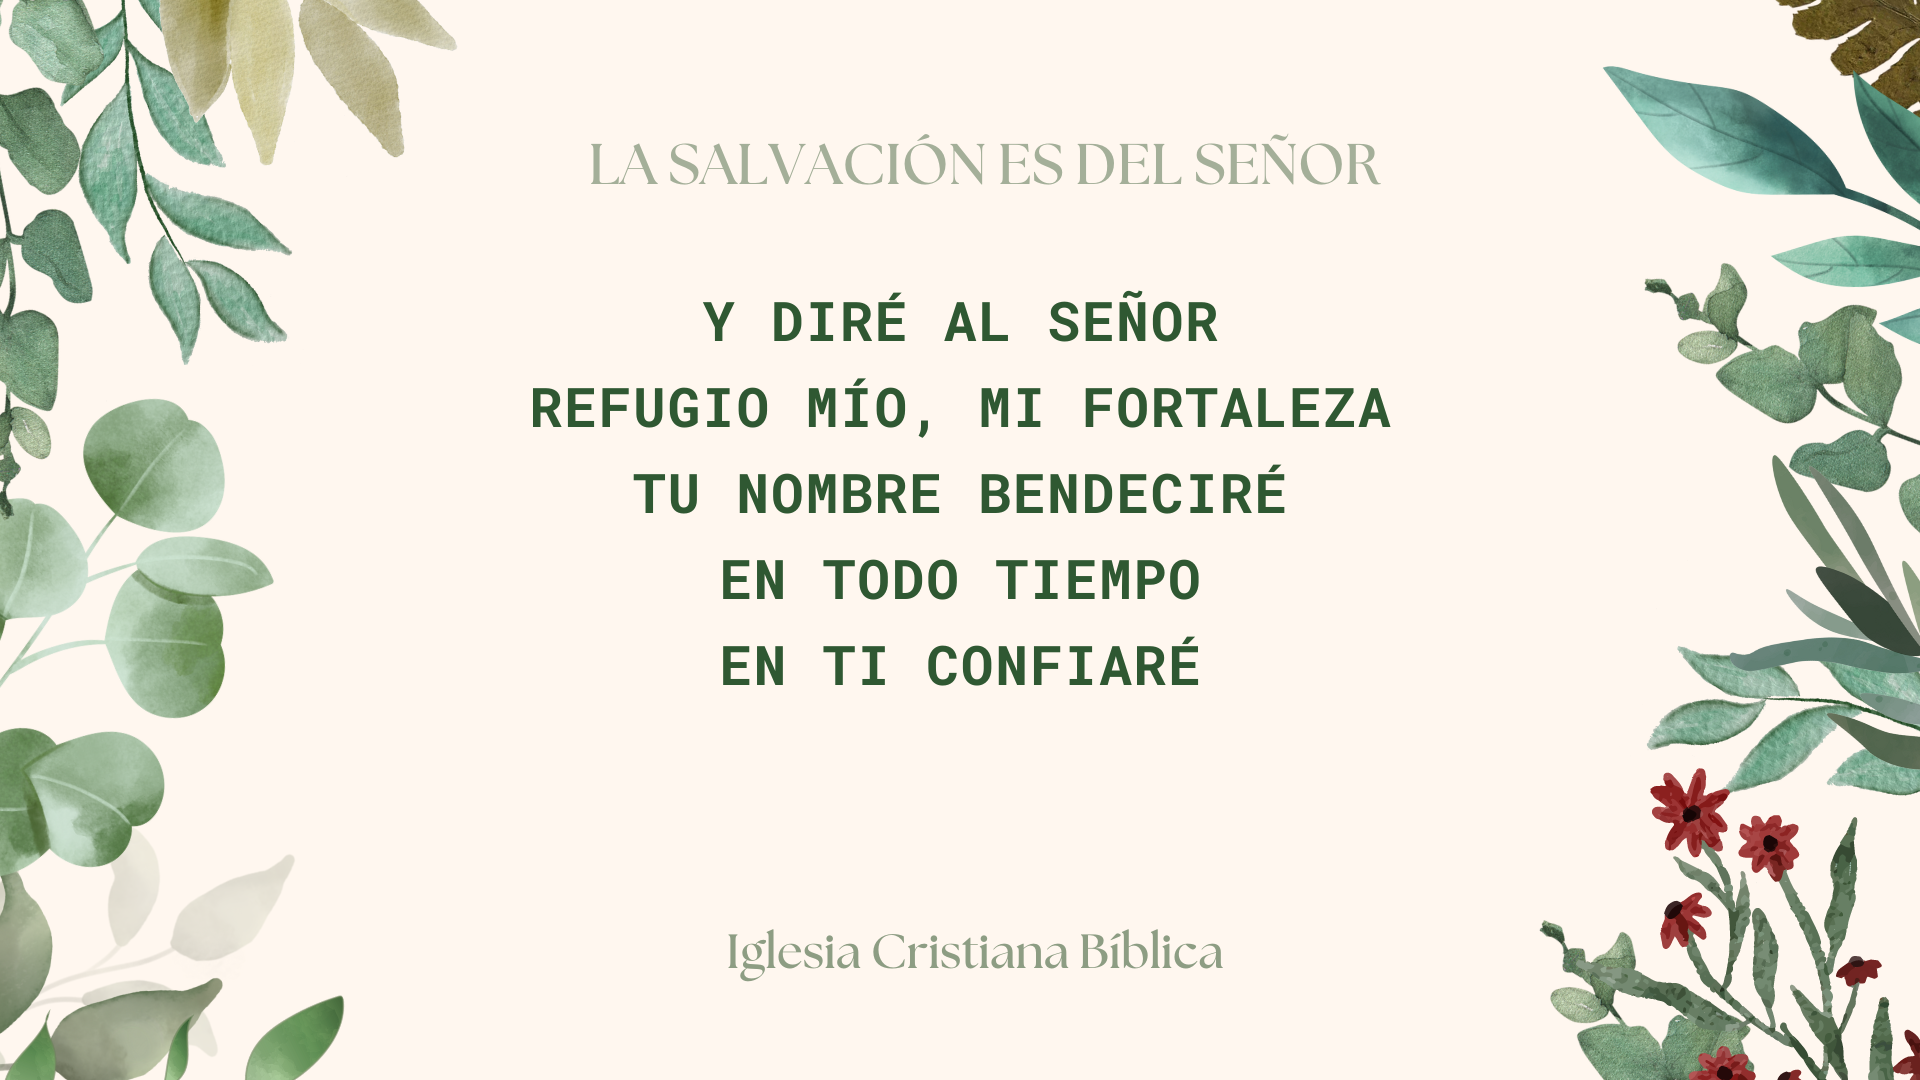 LA SALVACIÓN ES DEL SEÑOR
Y DIRÉ AL SEÑOR
REFUGIO MÍO, MI FORTALEZA
TU NOMBRE BENDECIRÉ
EN TODO TIEMPO
EN TI CONFIARÉ
Iglesia Cristiana Bíblica